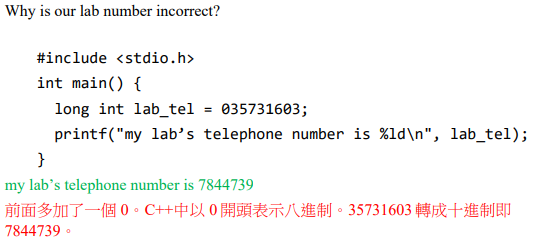 Why is our lab number incorrect?
#include <stdio.h>
int main() {
long int lab_tel = 035731603;
printf("my lab’s telephone number is %ld\n", lab_tel);
}
my lab’s telephone number is 7844739
前面多加了一個 0。C++中以 0 開頭表示八進制。35731603 轉成十進制即
7844739。